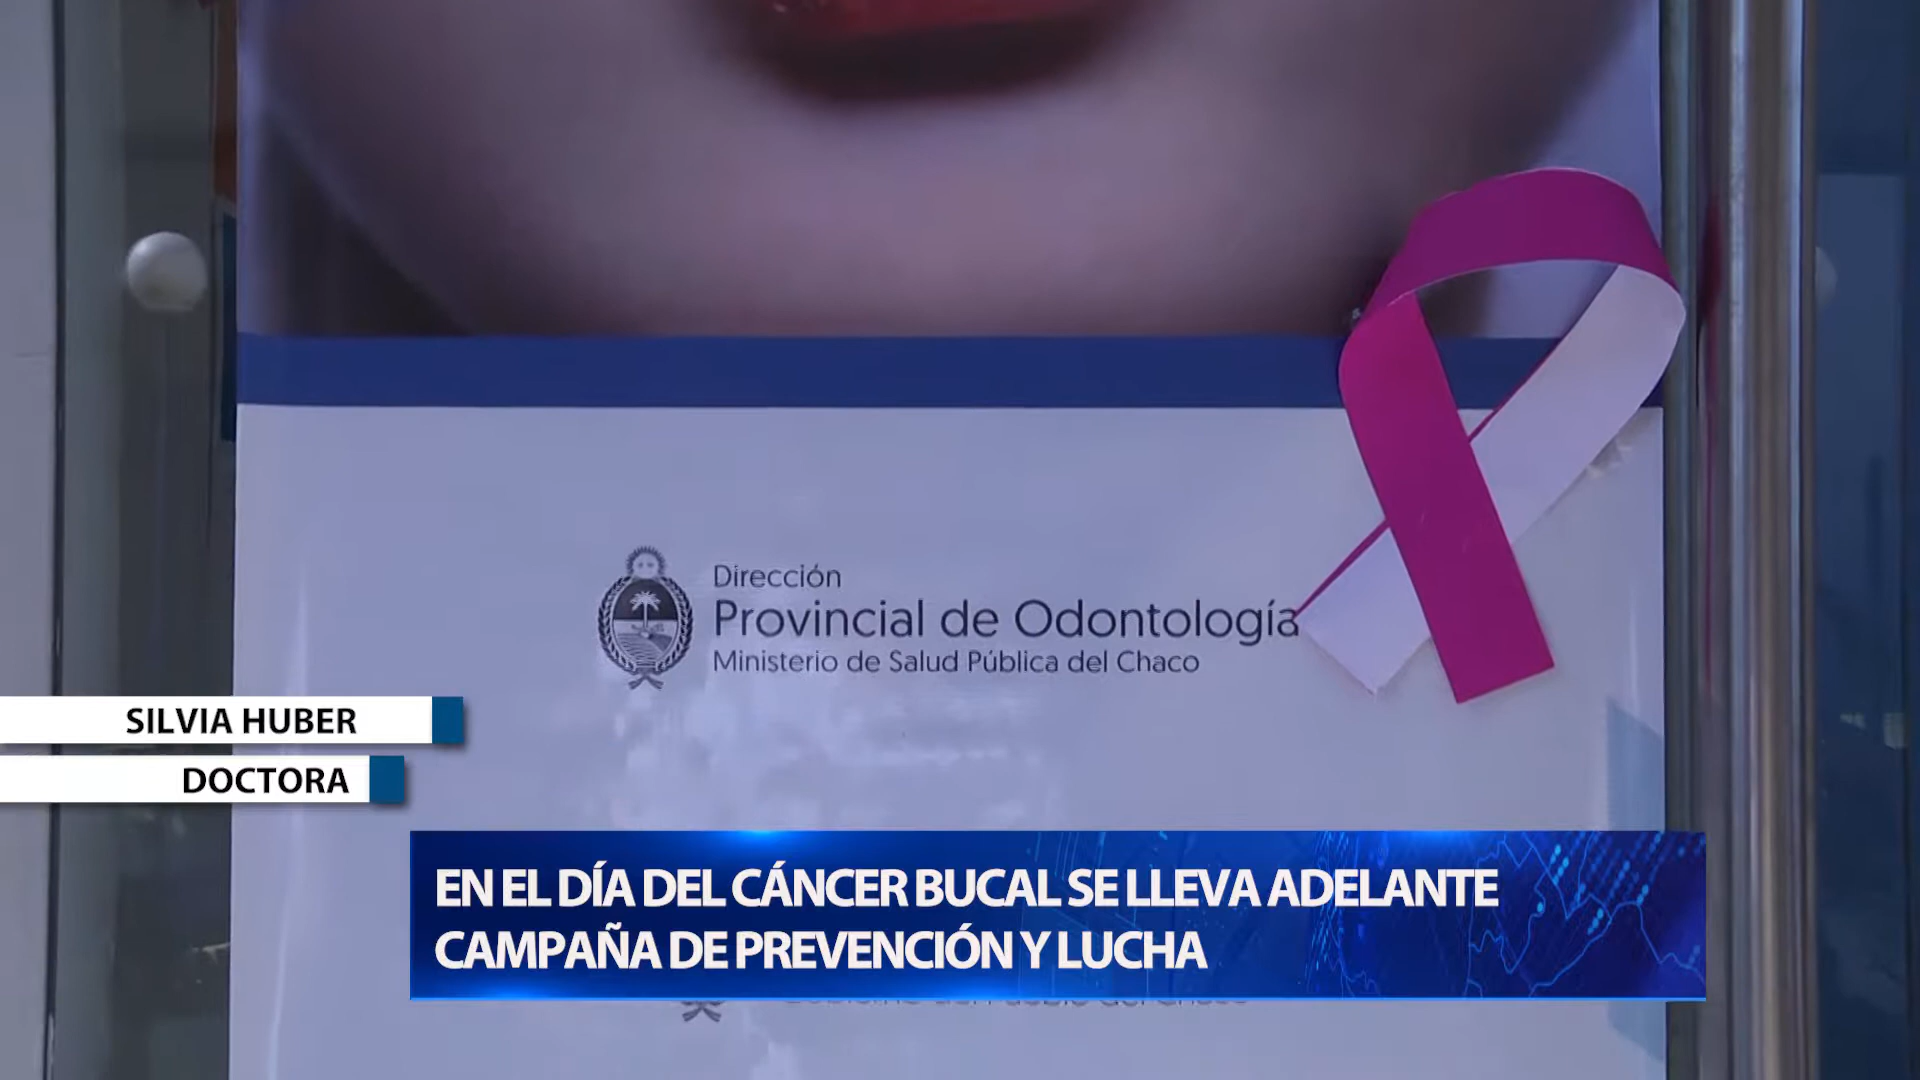 Dirección
Provincial de Odontología
Ministerio de Salud Pública del Chaco
SILVIA HUBER
DOCTORA
EN EL DÍA DEL CÁNCER BUCAL SE LLEVA ADELANTE
CAMPAÑA DE PREVENCIÓN Y LUCHA